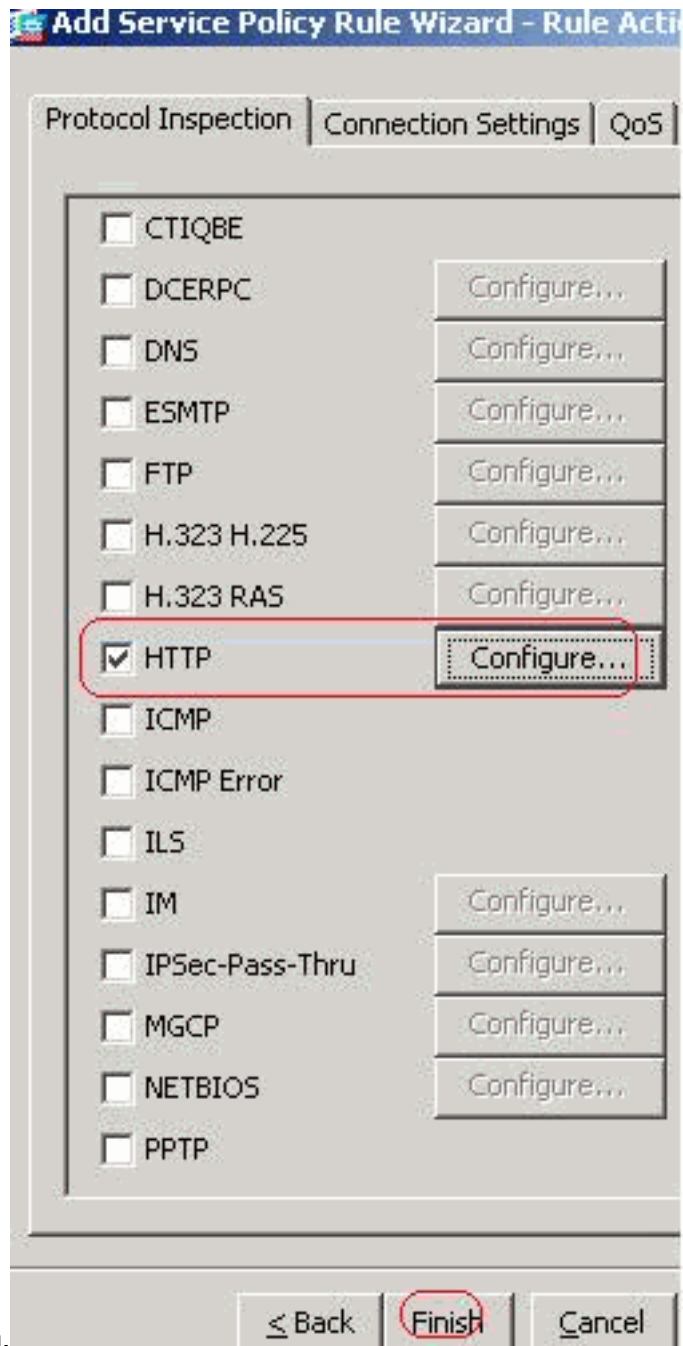 Add Service Policy Rule Wizard - Rule Acti
Protocol Inspection Connection Settings QoS
CTIQBE
DCERPC Configure...
DNS Configure...
ESMTP Configure...
FTP Configure...
H.323 H.225 Configure...
H.323 RAS Configure...
HTTP Configure...
ICMP
ICMP Error
ILS
IM Configure...
IPSec-Pass-Thru Configure...
MGCP Configure...
NETBIOS Configure...
PPTP
< Back Finish Cancel